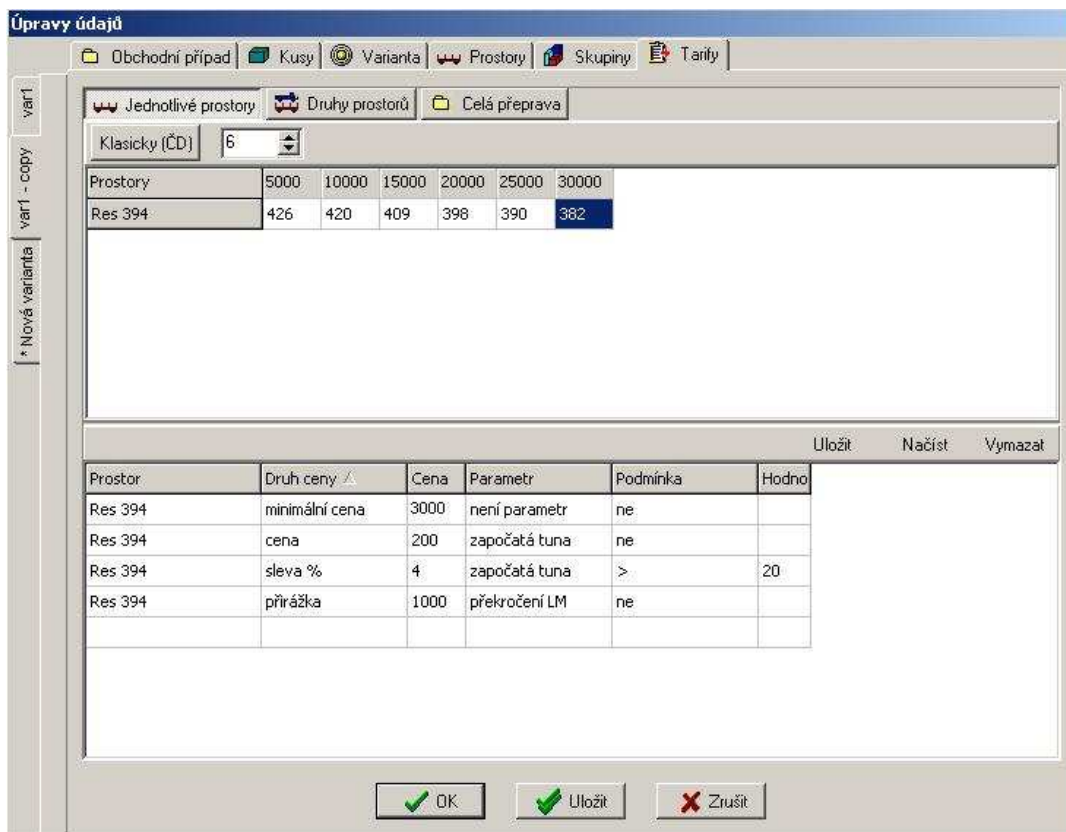 Úpravy údajů
Obchodní případ Kusy Varianta Prostory Skupiny Tarify
var1
var1 - copy
* Nová varianta
Jednotlivé prostory Druhy prostorů Celá přeprava
Klasicky (ČD) 6
Prostory 5000 10000 15000 20000 25000 30000
Res 394 426 420 409 398 390 382
Uložit Načíst Vymazat
Prostor Druh ceny Cena Parametr Podmínka Hodno
Res 394 minimální cena 3000 není parametr ne
Res 394 cena 200 započatá tuna ne
Res 394 sleva % 4 započatá tuna > 20
Res 394 přirážka 1000 překročení LM ne
OK Uložit Zrušit